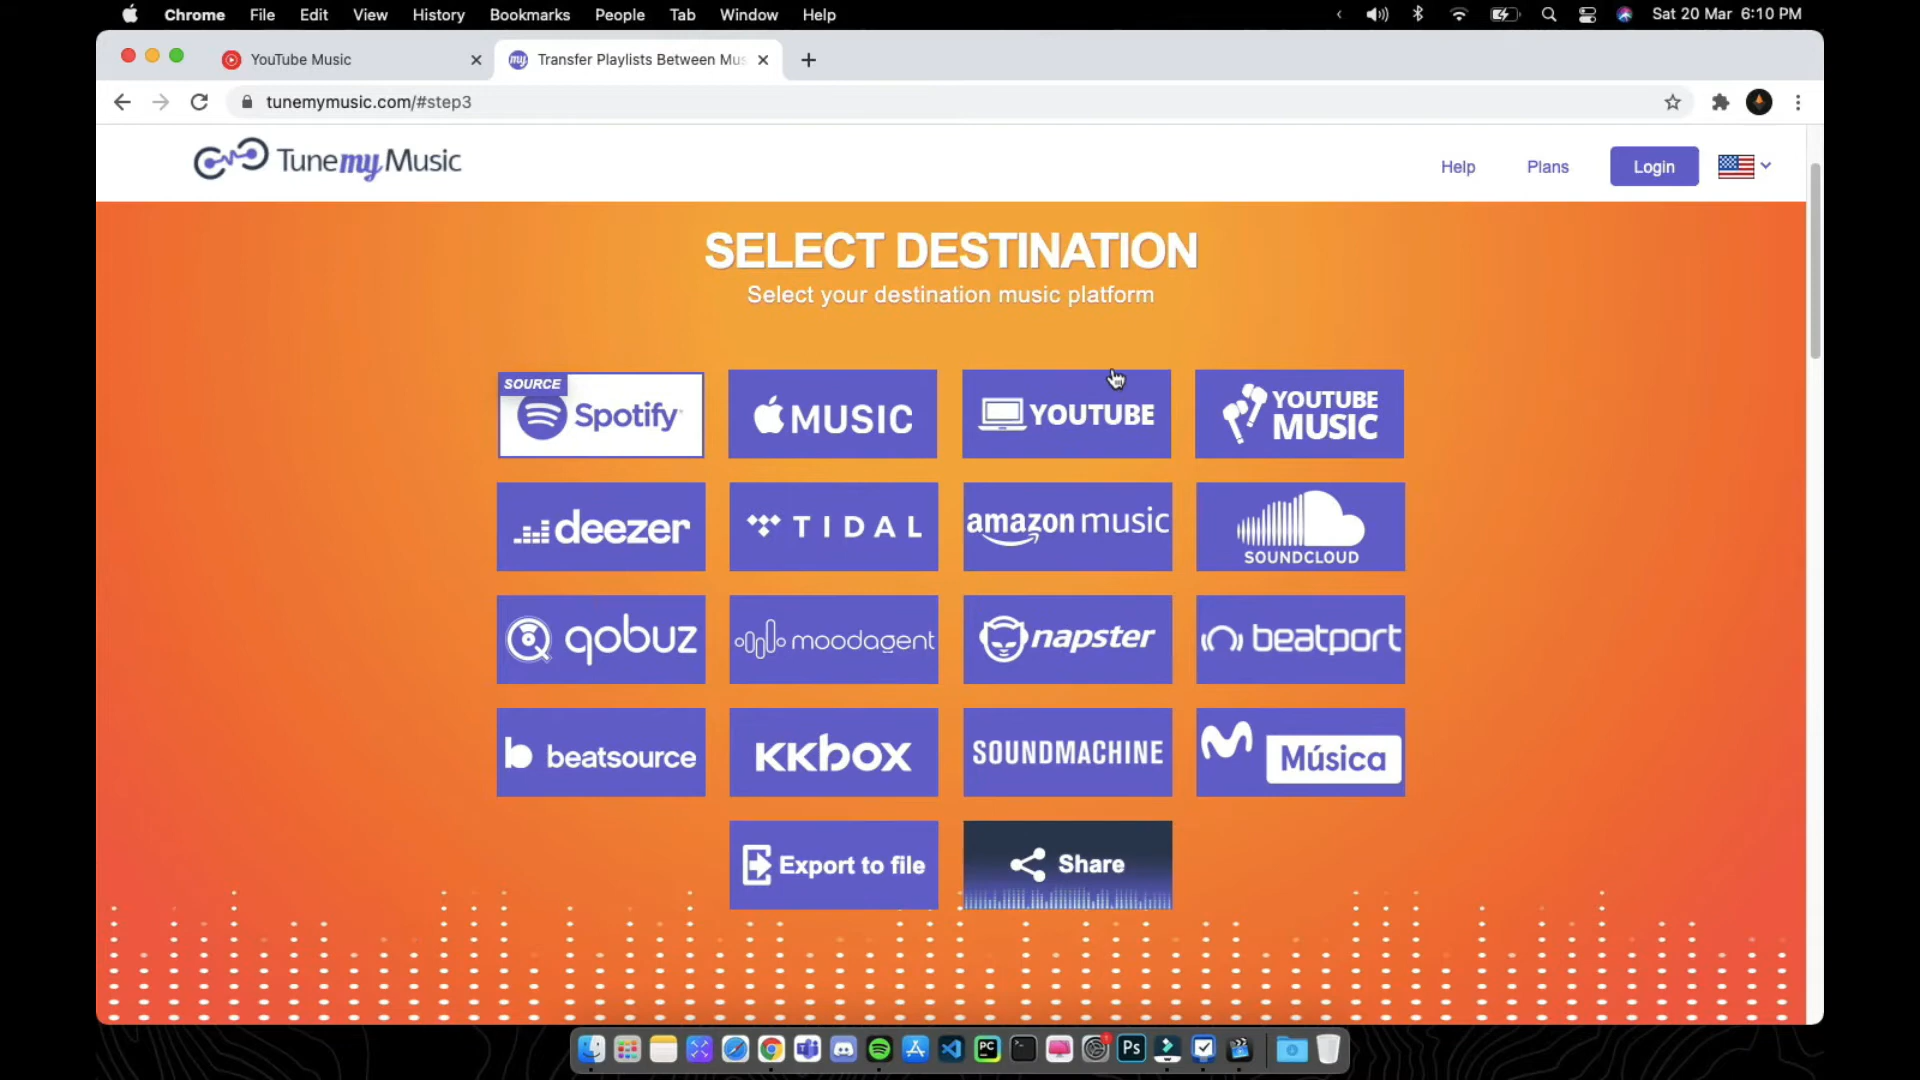 Chrome File Edit View History Bookmarks People Tab Window Help Sat 20 Mar 6:10 PM
YouTube Music my Transfer Playlists Between Mus
tunemymusic.com/#step3
TunemyMusic Help Plans Login
SELECT DESTINATION
Select your destination music platform
SOURCE
Spotify MUSIC YOUTUBE YOUTUBE MUSIC
deezer TIDAL amazon music SOUNDCLOUD
qobuz moodagent napster beatport
beatsource KKBOX SOUNDMACHINE Música
Export to file Share
PC Ps